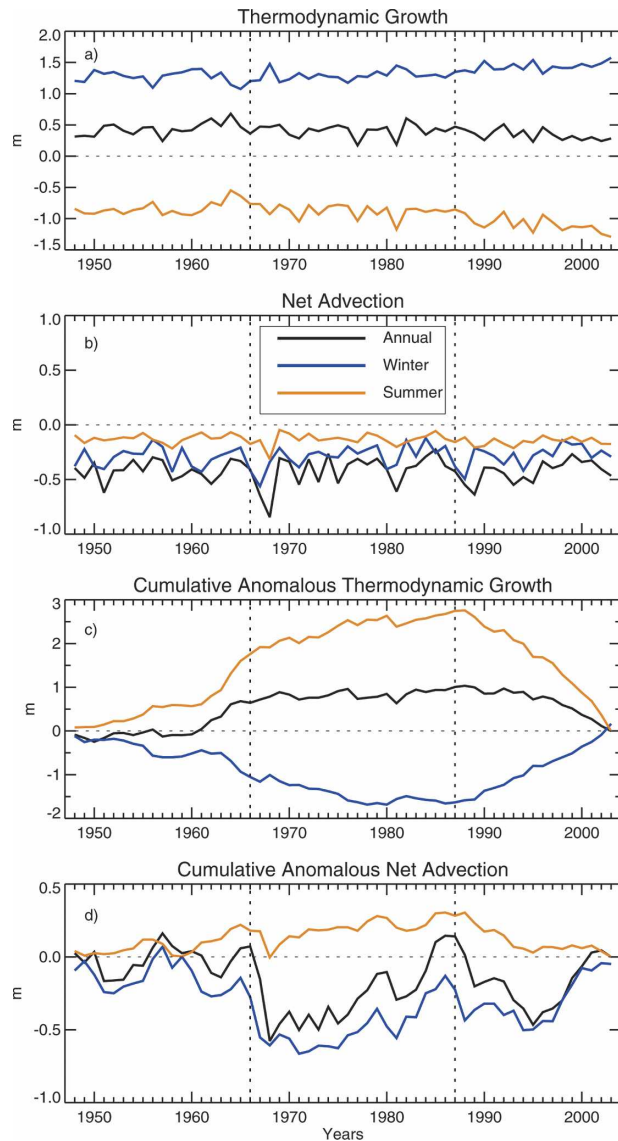 Thermodynamic Growth
a)
m
2.0
1.5
1.0
0.5
0.0
-0.5
-1.0
-1.5
1950 1960 1970 1980 1990 2000
Net Advection
b)
m
1.0
0.5
0.0
-0.5
-1.0
Annual
Winter
Summer
1950 1960 1970 1980 1990 2000
Cumulative Anomalous Thermodynamic Growth
c)
m
3
2
1
0
-1
-2
1950 1960 1970 1980 1990 2000
Cumulative Anomalous Net Advection
d)
m
0.5
0.0
-0.5
-1.0
1950 1960 1970 1980 1990 2000
Years